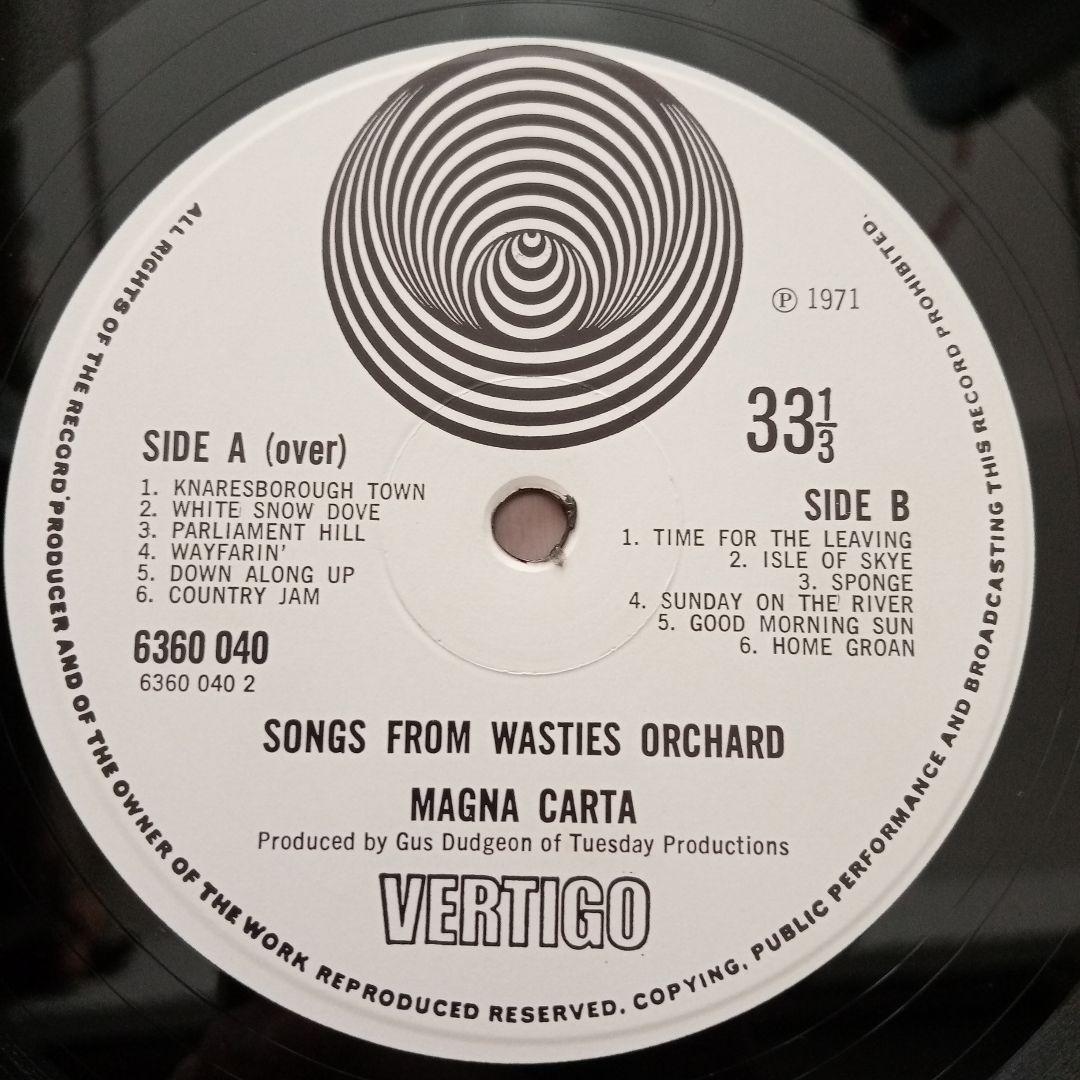 ALL RIGHTS OF THE RECORD PRODUCER AND OF THE OWNER OF THE WORK REPRODUCED RESERVED. COPYING, PUBLIC PERFORMANCE AND BROADCASTING THIS RECORD PROHIBITED.
Ⓟ 1971
33⅓
SIDE A (over)
1. KNARESBOROUGH TOWN
2. WHITE SNOW DOVE
3. PARLIAMENT HILL
4. WAYFARIN'
5. DOWN ALONG UP
6. COUNTRY JAM
6360 040
6360 040 2
SIDE B
1. TIME FOR THE LEAVING
2. ISLE OF SKYE
3. SPONGE
4. SUNDAY ON THE RIVER
5. GOOD MORNING SUN
6. HOME GROAN
SONGS FROM WASTIES ORCHARD
MAGNA CARTA
Produced by Gus Dudgeon of Tuesday Productions
VERTIGO